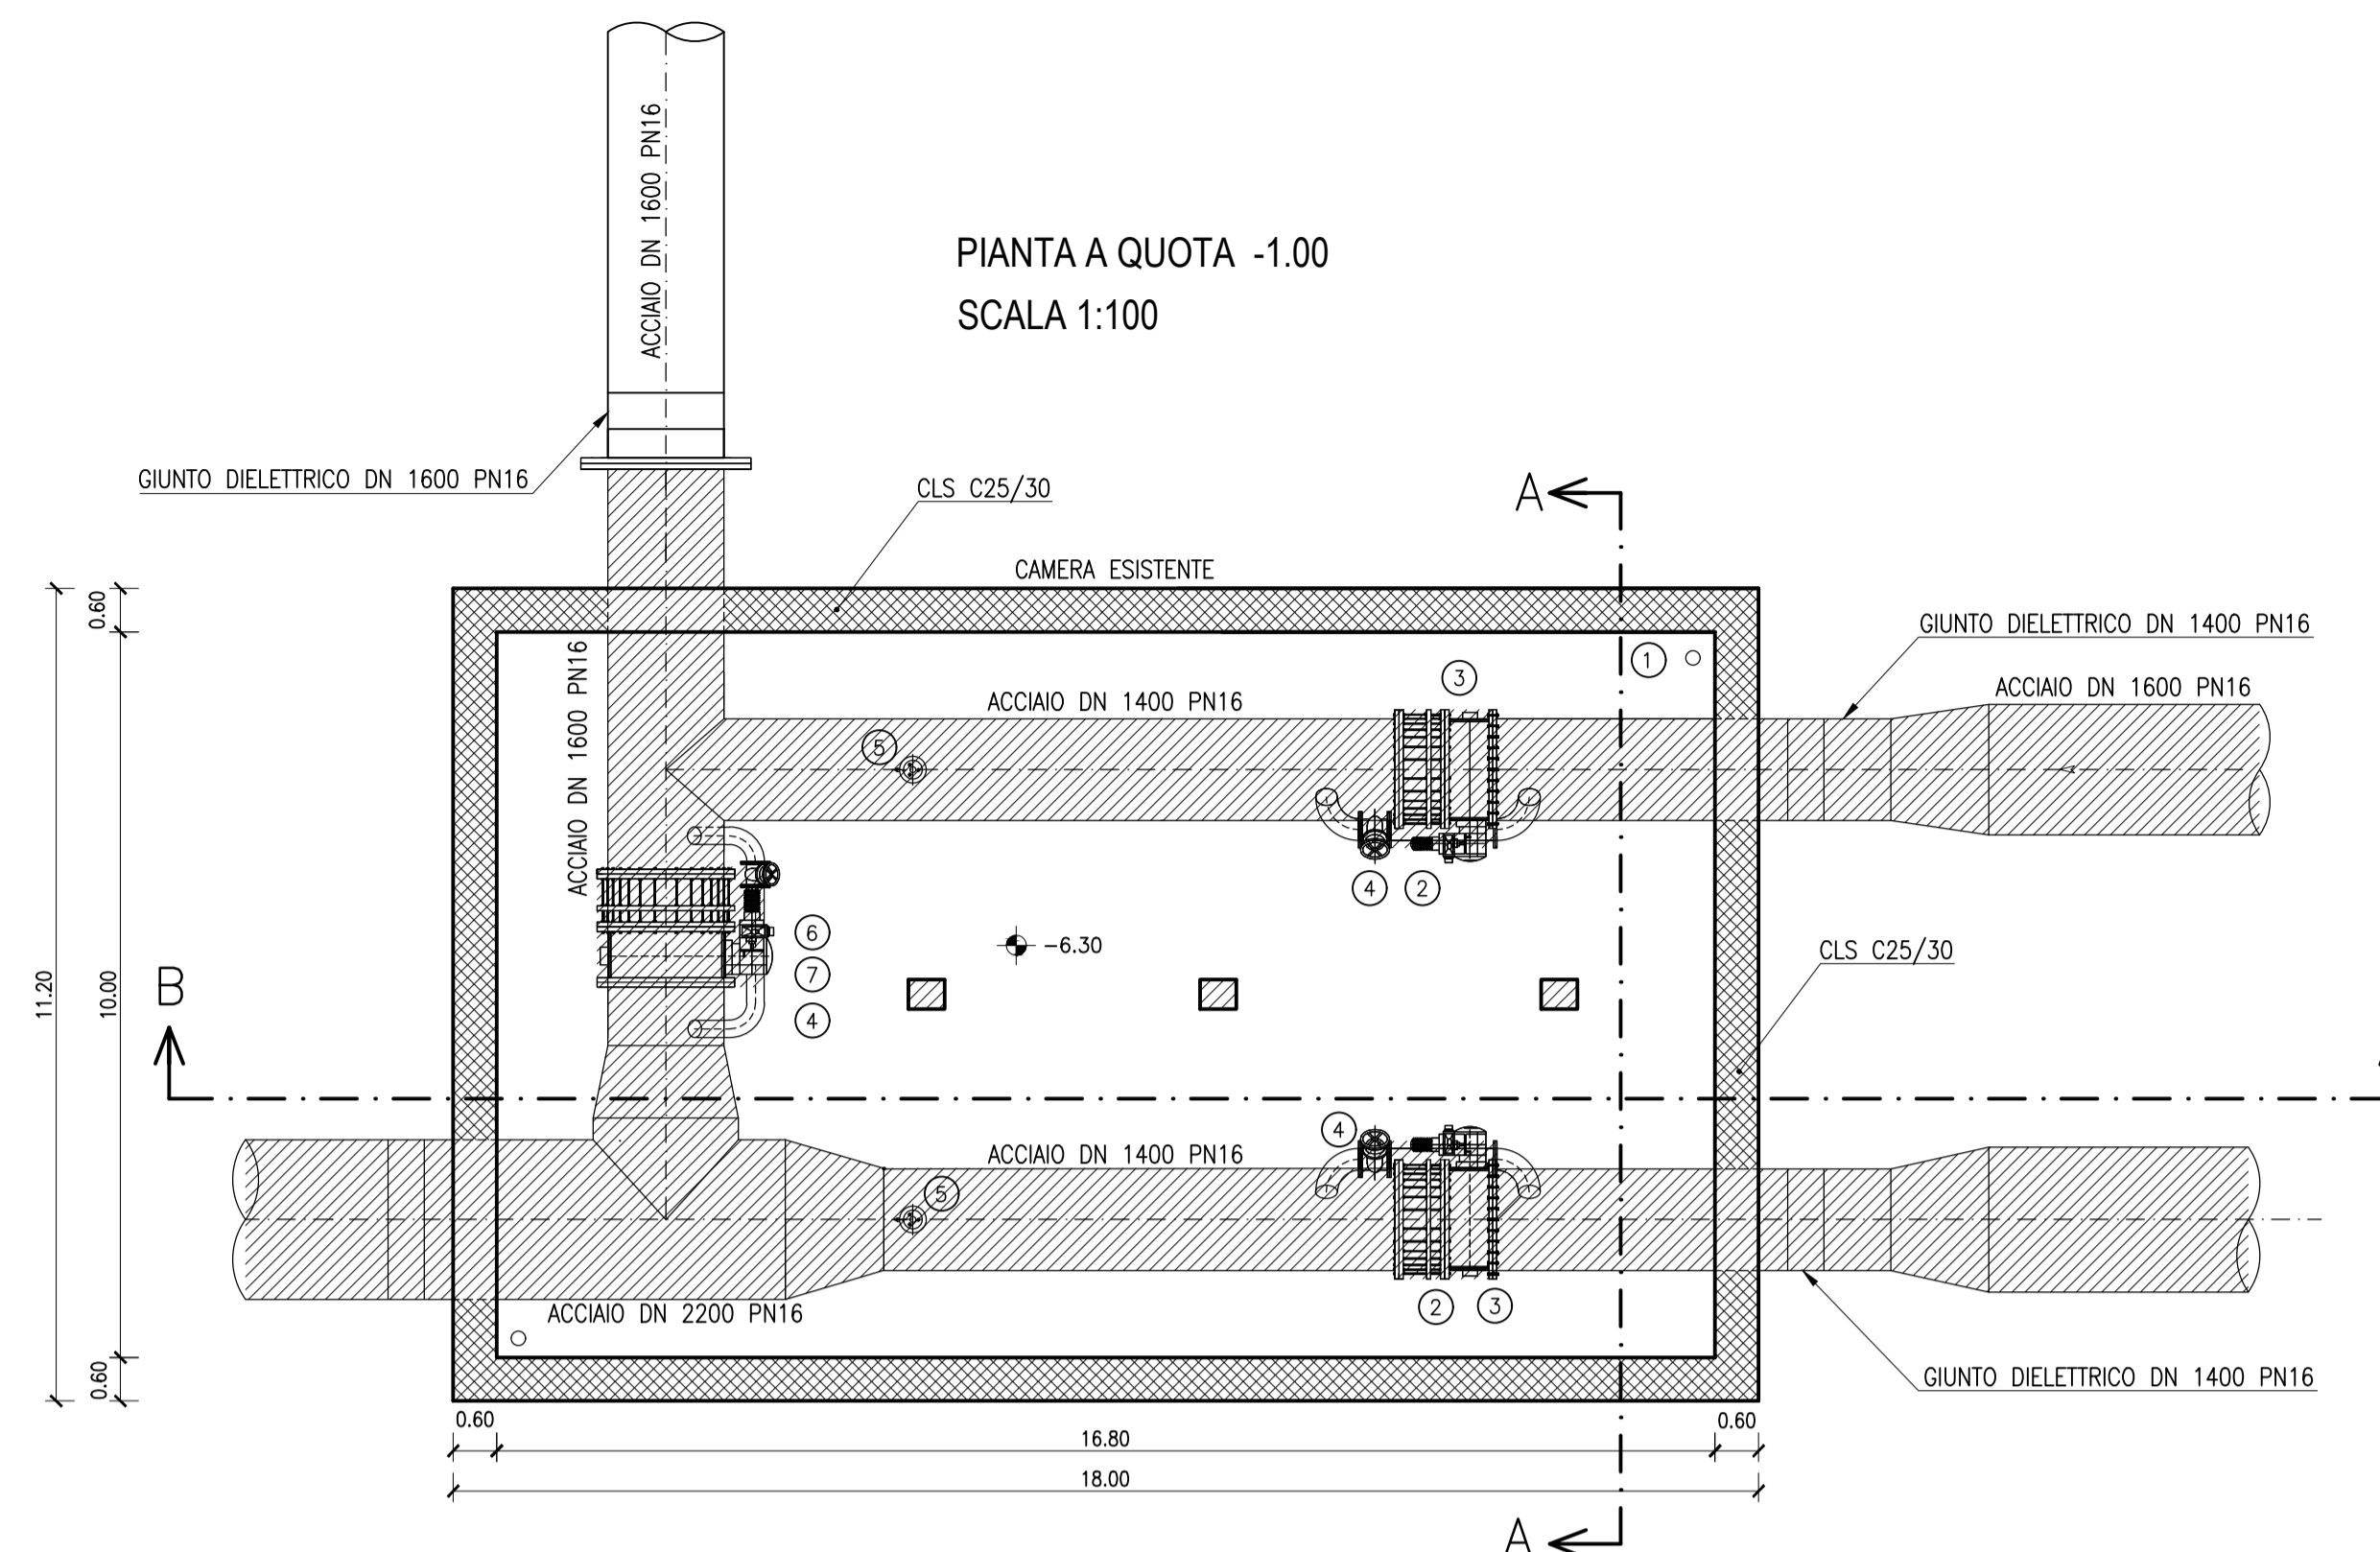 ACCIAIO DN 1600 PN16
PIANTA A QUOTA -1.00
SCALA 1:100
GIUNTO DIELETTRICO DN 1600 PN16
CLS C25/30
A
CAMERA ESISTENTE
0.60
GIUNTO DIELETTRICO DN 1400 PN16
1
3
ACCIAIO DN 1600 PN16
ACCIAIO DN 1400 PN16
ACCIAIO DN 1600 PN16
5
4
2
6
-6.30
CLS C25/30
7
B
11.20
10.00
4
4
ACCIAIO DN 1400 PN16
5
2
3
ACCIAIO DN 2200 PN16
0.60
GIUNTO DIELETTRICO DN 1400 PN16
0.60
16.80
0.60
18.00
A